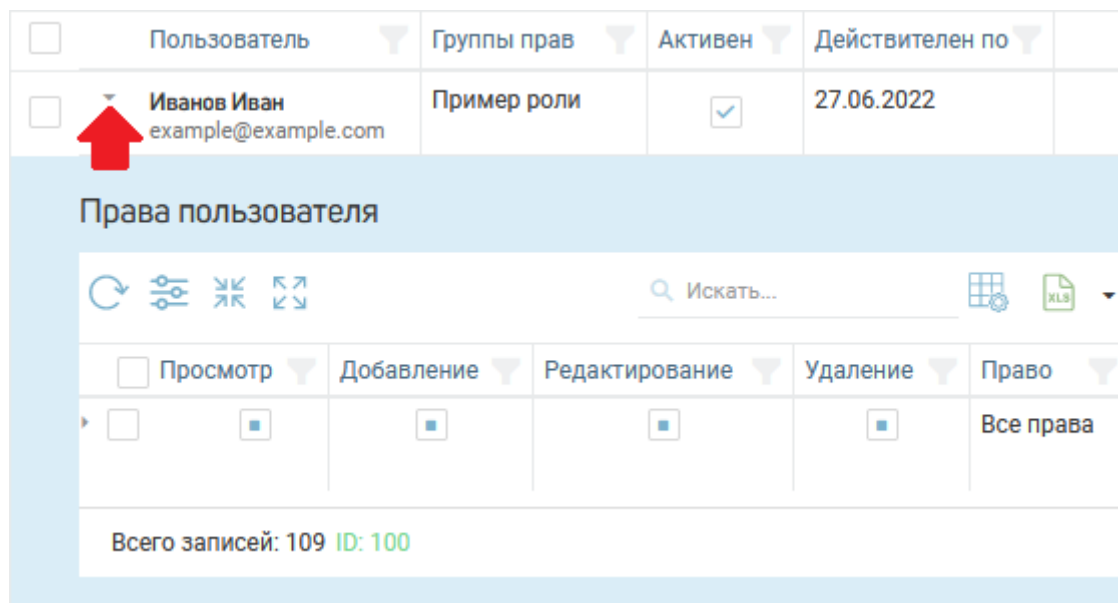 Пользователь Группы прав Активен Действителен по
Иванов Иван Пример роли 27.06.2022
example@example.com
Права пользователя
Искать... XLS
Просмотр Добавление Редактирование Удаление Право
Все права
Всего записей: 109 ID: 100